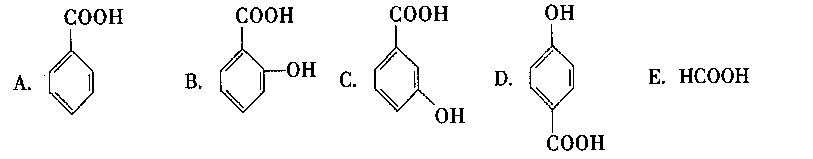 COOH COOH COOH OH
A. B. OH C. D. E. HCOOH
OH
COOH